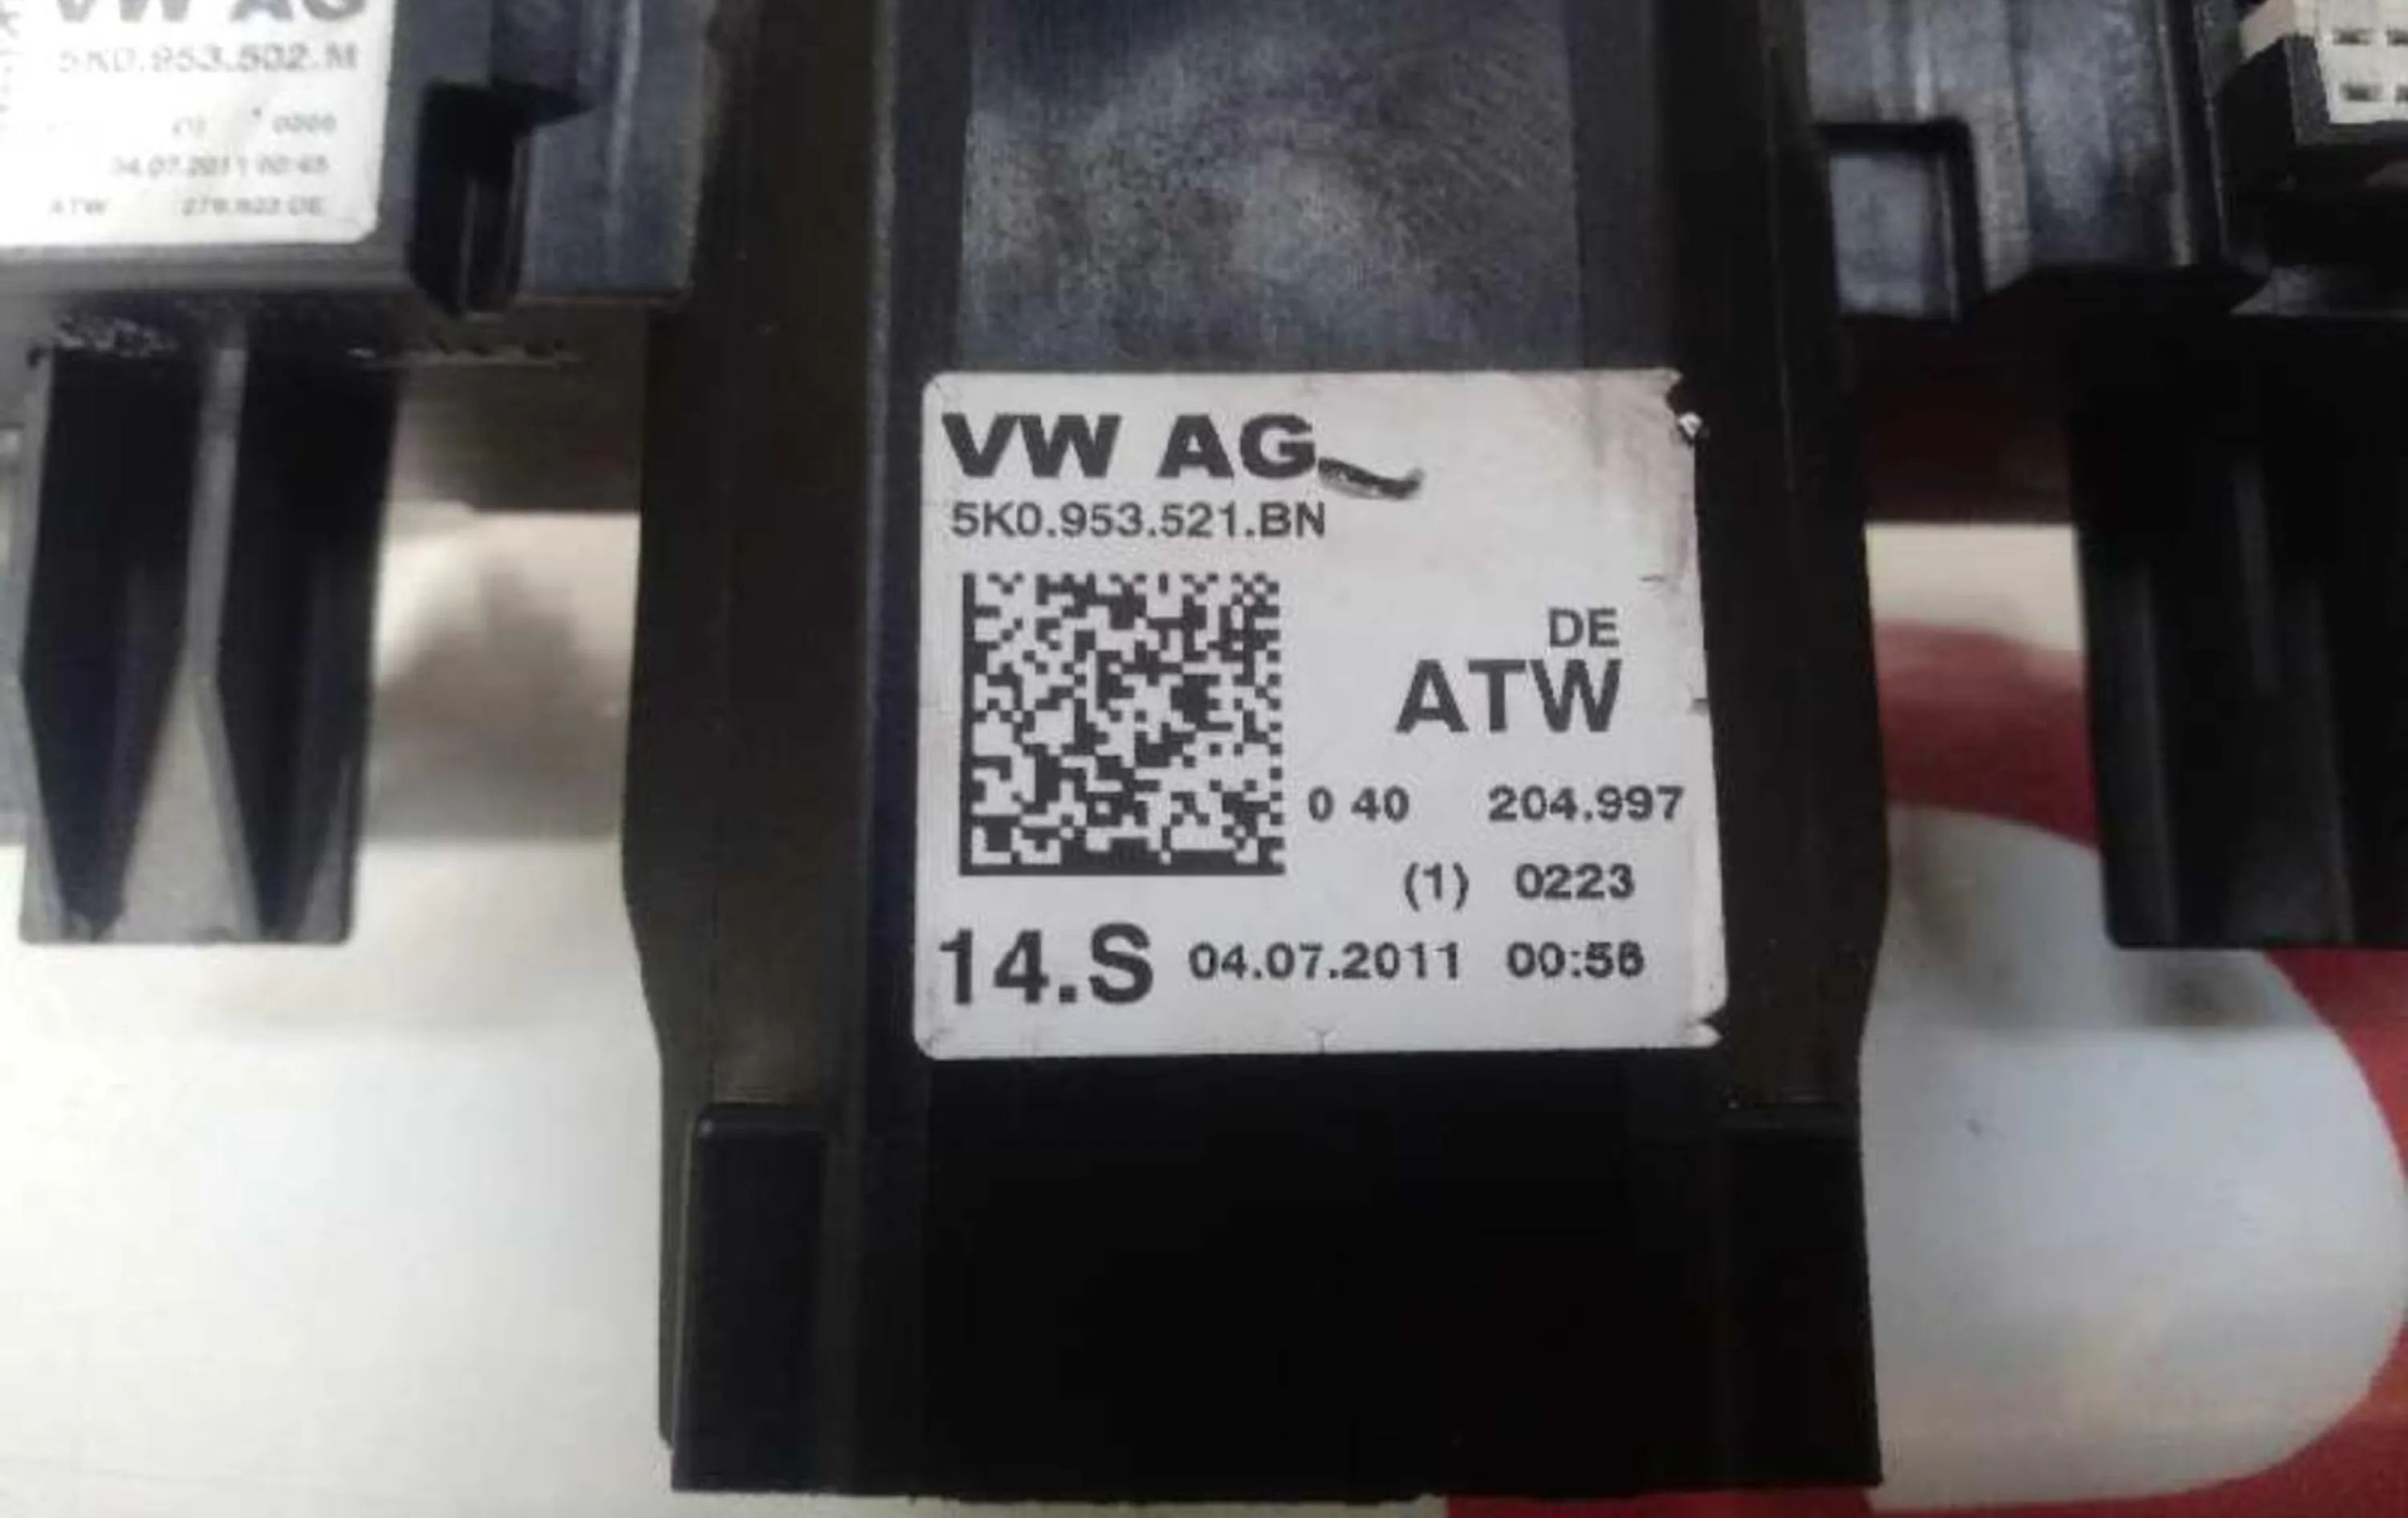 VW AG
5K0.953.502.M
04.07.2011 00:45
ATW
VW AG
5K0.953.521.BN
DE
ATW
0 40 204.997
(1) 0223
14.S 04.07.2011 00:56